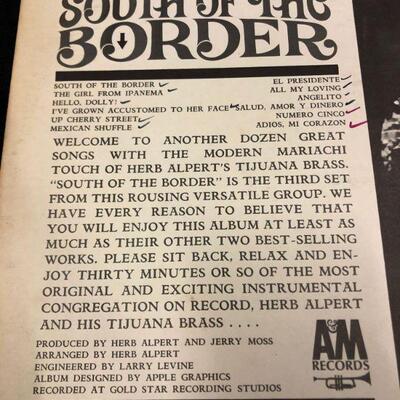 SOUTH OF THE
BORDER
SOUTH OF THE BORDER
THE GIRL FROM IPANEMA
HELLO, DOLLY!
I'VE GROWN ACCUSTOMED TO HER FACE
UP CHERRY STREET
MEXICAN SHUFFLE
EL PRESIDENTE
ALL MY LOVING
ANGELITO
SALUD, AMOR Y DINERO
NUMERO CINCO
ADIOS, MI CORAZON
WELCOME TO ANOTHER DOZEN GREAT
SONGS WITH THE MODERN MARIACHI
TOUCH OF HERB ALPERT'S TIJUANA BRASS.
"SOUTH OF THE BORDER" IS THE THIRD SET
FROM THIS ROUSING VERSATILE GROUP. WE
HAVE EVERY REASON TO BELIEVE THAT
YOU WILL ENJOY THIS ALBUM AT LEAST AS
MUCH AS THEIR OTHER TWO BEST-SELLING
WORKS. PLEASE SIT BACK, RELAX AND EN-
JOY THIRTY MINUTES OR SO OF THE MOST
ORIGINAL AND EXCITING INSTRUMENTAL
CONGREGATION ON RECORD, HERB ALPERT
AND HIS TIJUANA BRASS . . . .
PRODUCED BY HERB ALPERT AND JERRY MOSS
ARRANGED BY HERB ALPERT
ENGINEERED BY LARRY LEVINE
ALBUM DESIGNED BY APPLE GRAPHICS
RECORDED AT GOLD STAR RECORDING STUDIOS
A&M
RECORDS